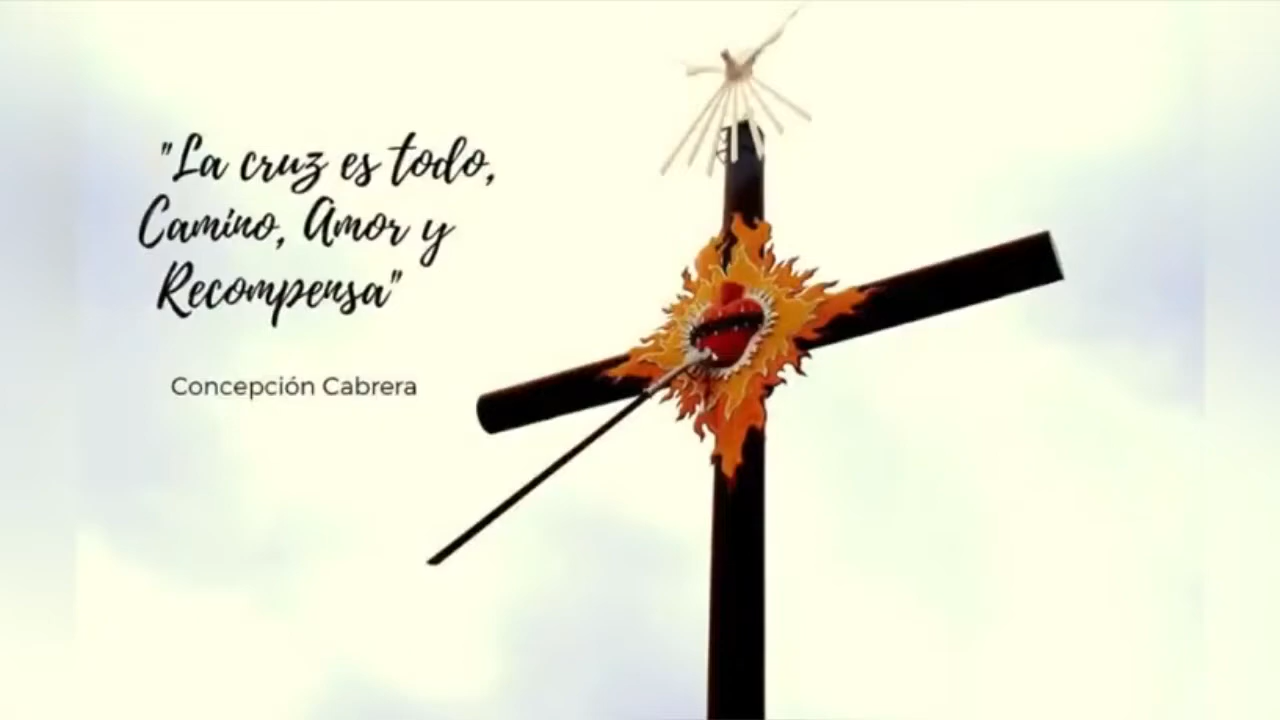 "La cruz es todo,
Camino, Amor y
Recompensa"
Concepción Cabrera